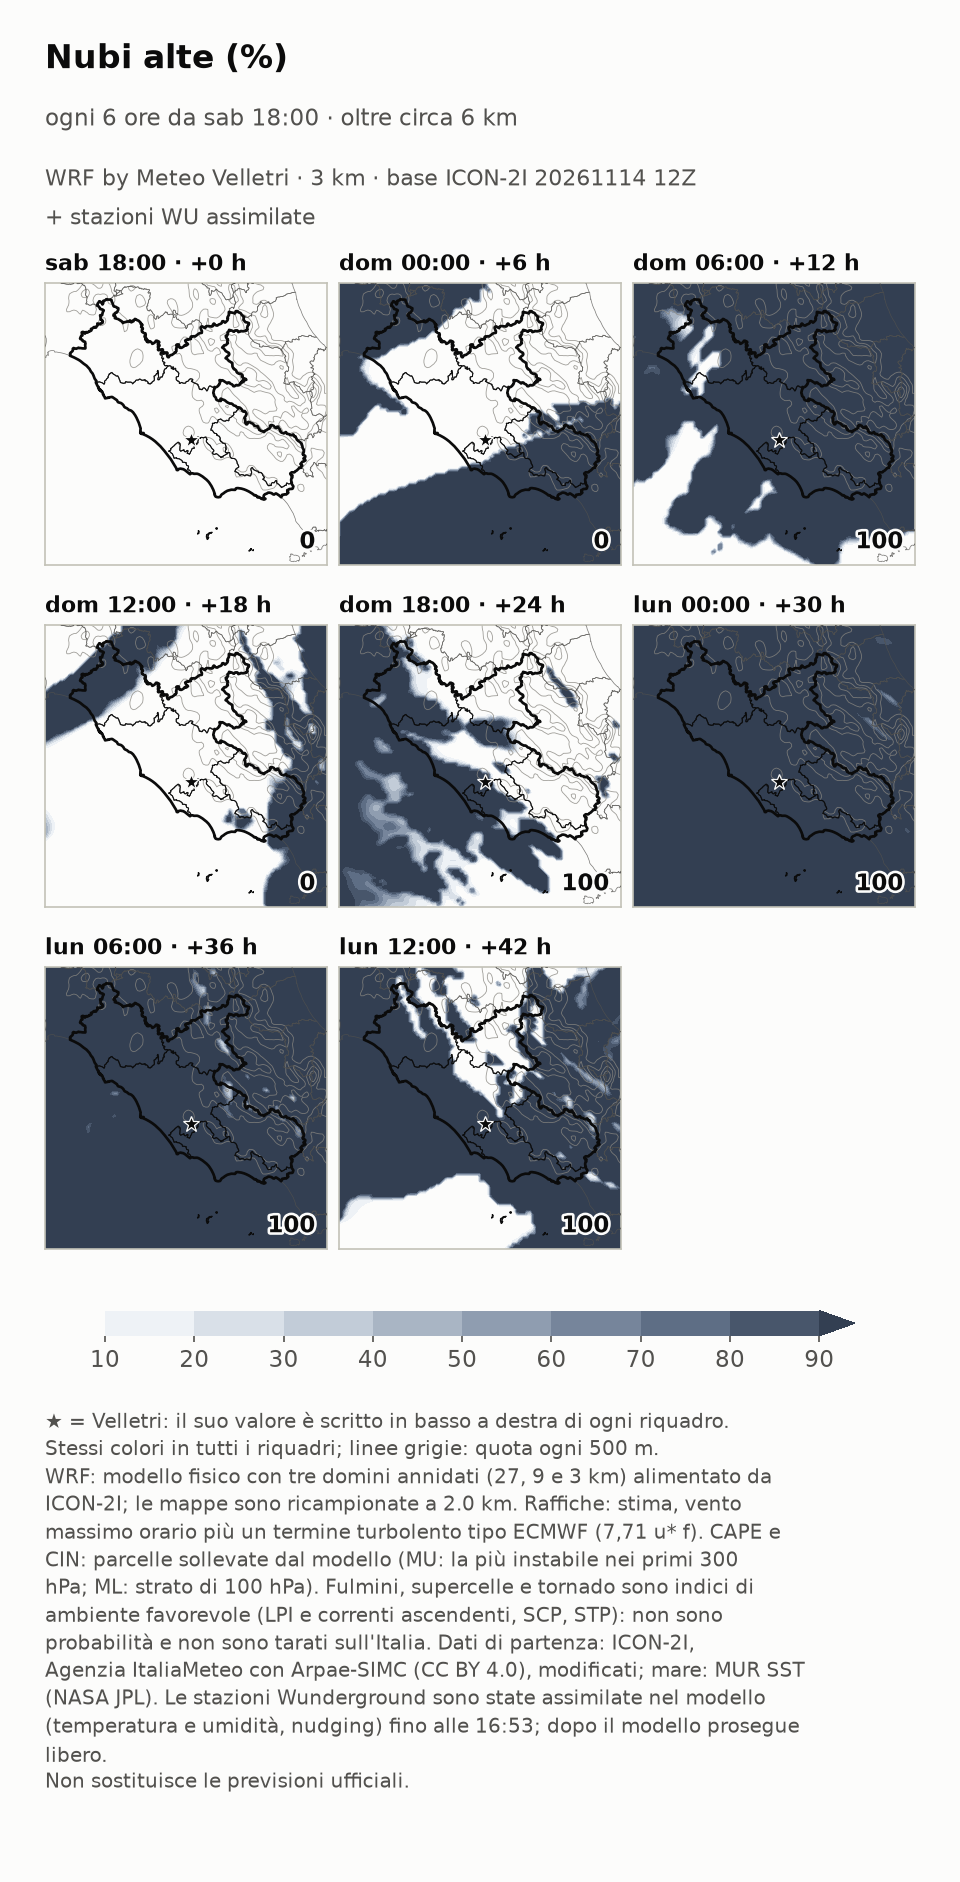 Nubi alte (%)
ogni 6 ore da sab 18:00 · oltre circa 6 km
WRF by Meteo Velletri · 3 km · base ICON-2I 20261114 12Z
+ stazioni WU assimilate
sab 18:00 · +0 h
dom 00:00 · +6 h
dom 06:00 · +12 h
0
0
100
dom 12:00 · +18 h
dom 18:00 · +24 h
lun 00:00 · +30 h
0
100
100
lun 06:00 · +36 h
lun 12:00 · +42 h
100
100
10 20 30 40 50 60 70 80 90
★ = Velletri: il suo valore è scritto in basso a destra di ogni riquadro.
Stessi colori in tutti i riquadri; linee grigie: quota ogni 500 m.
WRF: modello fisico con tre domini annidati (27, 9 e 3 km) alimentato da
ICON-2I; le mappe sono ricampionate a 2.0 km. Raffiche: stima, vento
massimo orario più un termine turbolento tipo ECMWF (7,71 u* f). CAPE e
CIN: parcelle sollevate dal modello (MU: la più instabile nei primi 300
hPa; ML: strato di 100 hPa). Fulmini, supercelle e tornado sono indici di
ambiente favorevole (LPI e correnti ascendenti, SCP, STP): non sono
probabilità e non sono tarati sull'Italia. Dati di partenza: ICON-2I,
Agenzia ItaliaMeteo con Arpae-SIMC (CC BY 4.0), modificati; mare: MUR SST
(NASA JPL). Le stazioni Wunderground sono state assimilate nel modello
(temperatura e umidità, nudging) fino alle 16:53; dopo il modello prosegue
libero.
Non sostituisce le previsioni ufficiali.